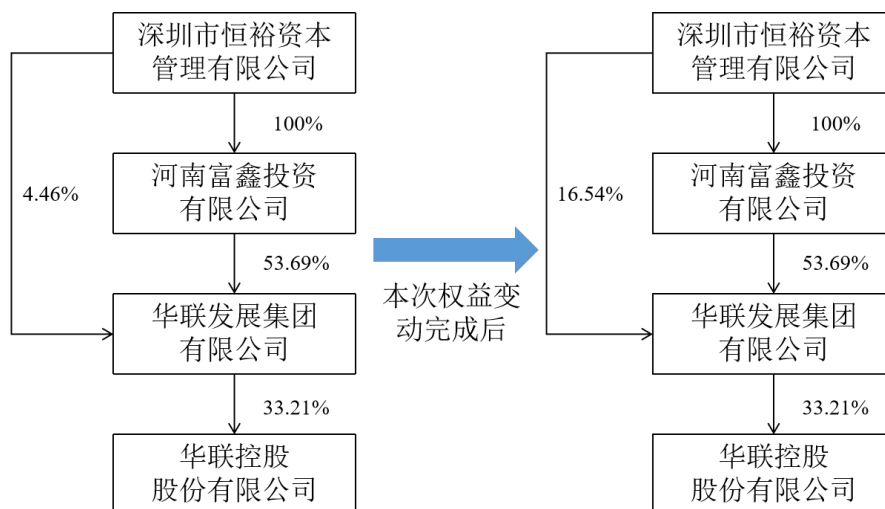 深圳市恒裕资本
管理有限公司
100%
河南富鑫投资
有限公司
4.46%
53.69%
华联发展集团
有限公司
33.21%
华联控股
股份有限公司
本次权益变
动完成后
深圳市恒裕资本
管理有限公司
100%
河南富鑫投资
有限公司
16.54%
53.69%
华联发展集团
有限公司
33.21%
华联控股
股份有限公司